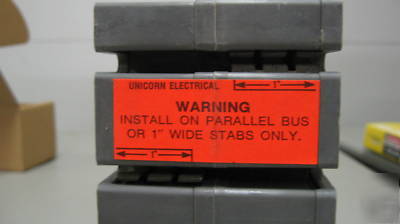 UNICORN ELECTRICAL
1"
WARNING
INSTALL ON PARALLEL BUS
OR 1" WIDE STABS ONLY.
1"